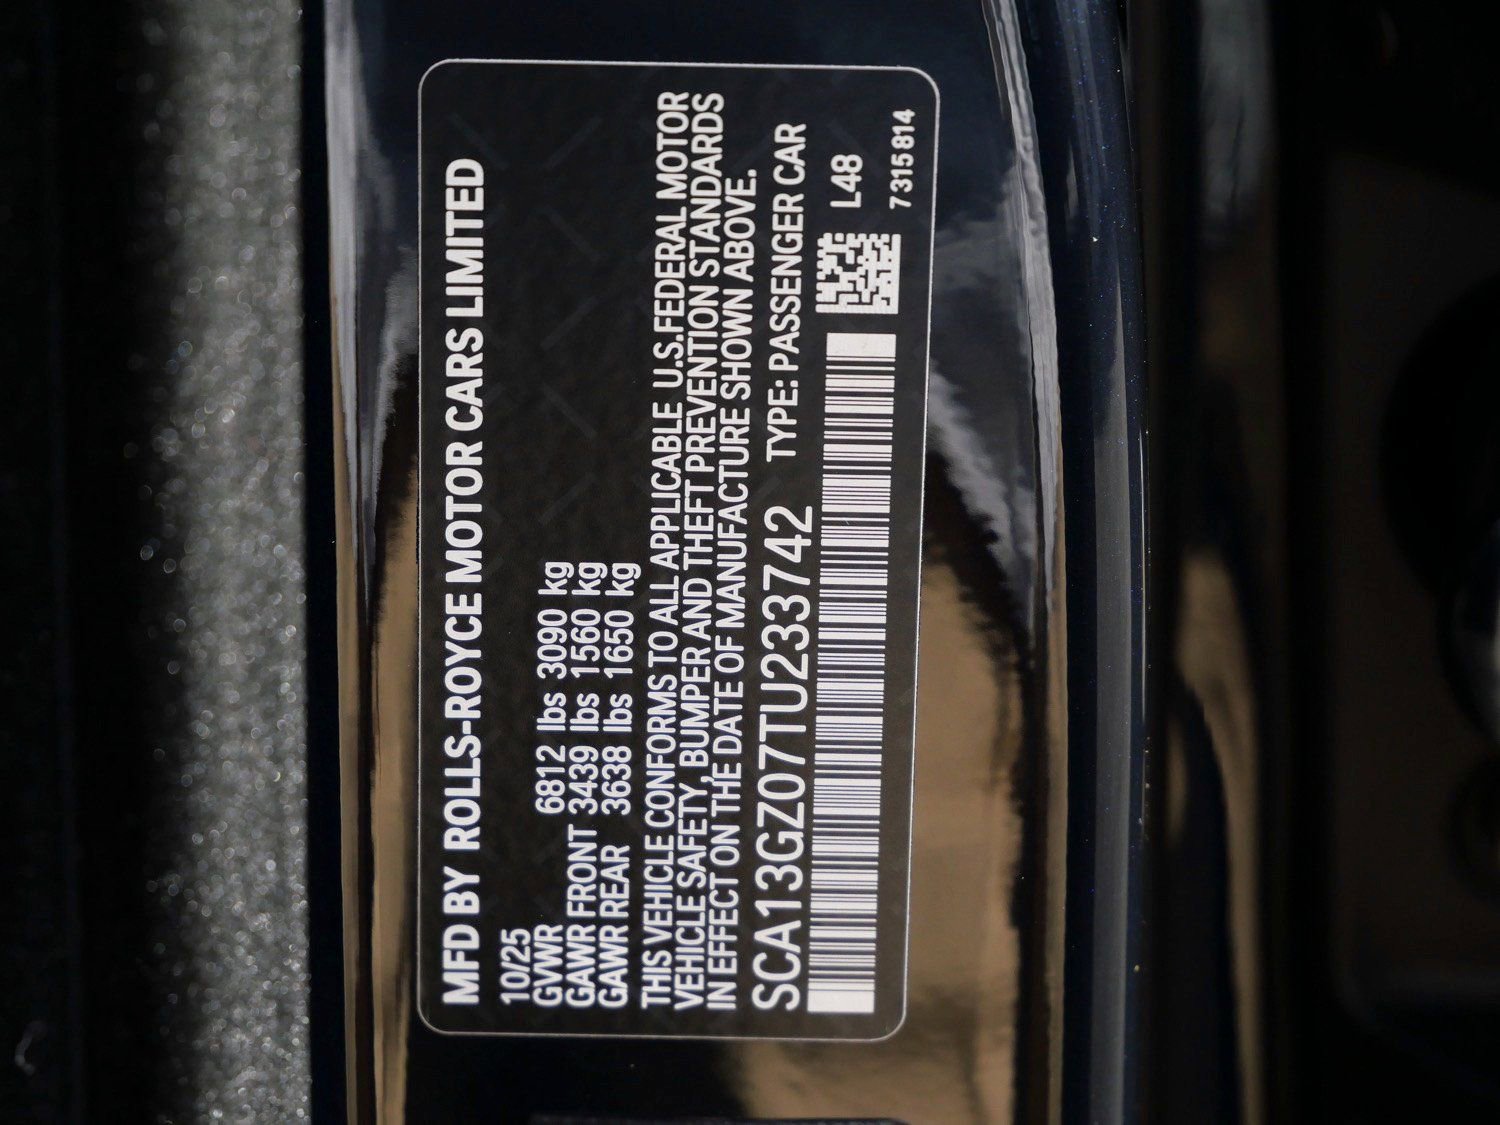 MFD BY ROLLS-ROYCE MOTOR CARS LIMITED
10/25
GVWR 6812 lbs 3090 kg
GAWR FRONT 3439 lbs 1560 kg
GAWR REAR 3638 lbs 1650 kg
THIS VEHICLE CONFORMS TO ALL APPLICABLE U.S.FEDERAL MOTOR
VEHICLE SAFETY, BUMPER AND THEFT PREVENTION STANDARDS
IN EFFECT ON THE DATE OF MANUFACTURE SHOWN ABOVE.
SCA13GZ07TU233742 TYPE: PASSENGER CAR
L48
7 315 814